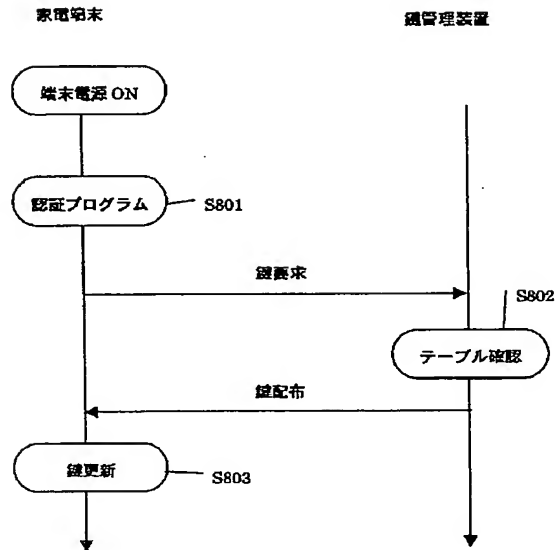 家電端末
鍵管理装置
端末電源 ON
認証プログラム
S801
鍵要求
S802
テーブル確認
鍵配布
鍵更新
S803